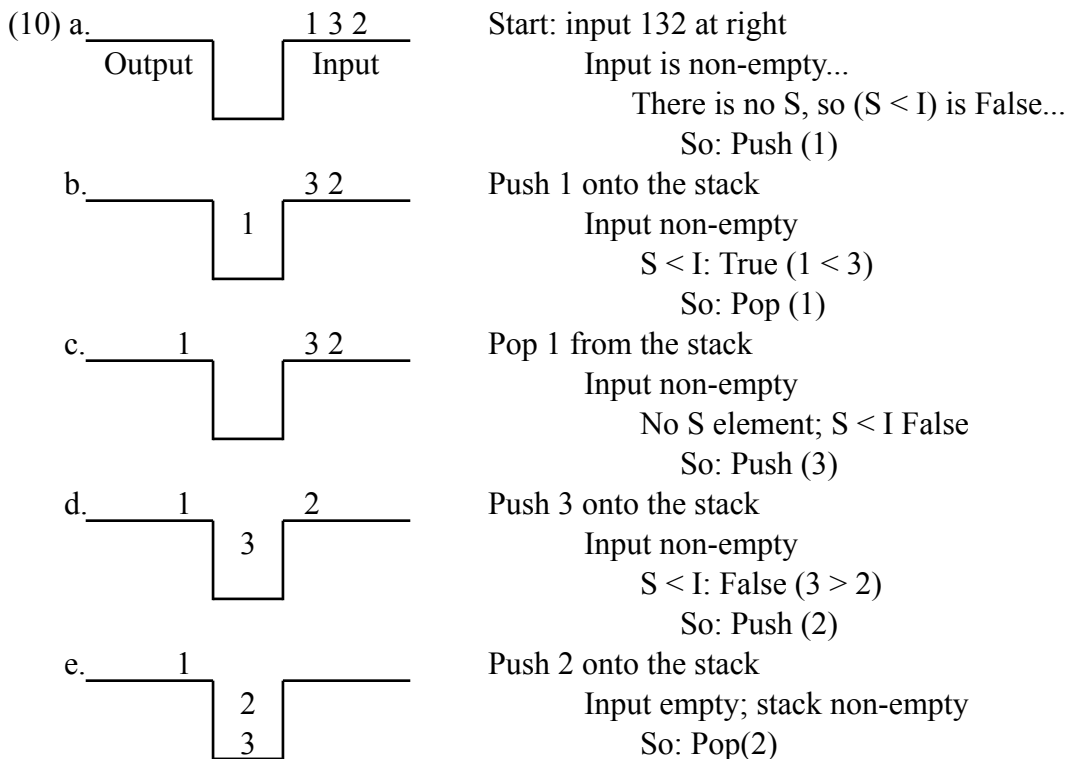 (10) a. 1 3 2 Start: input 132 at right
Output Input Input is non-empty...
There is no S, so (S < I) is False...
So: Push (1)
b. 3 2 Push 1 onto the stack
1 Input non-empty
S < I: True (1 < 3)
So: Pop (1)
c. 1 3 2 Pop 1 from the stack
Input non-empty
No S element; S < I False
So: Push (3)
d. 1 2 Push 3 onto the stack
3 Input non-empty
S < I: False (3 > 2)
So: Push (2)
e. 1 Push 2 onto the stack
2 Input empty; stack non-empty
3 So: Pop(2)